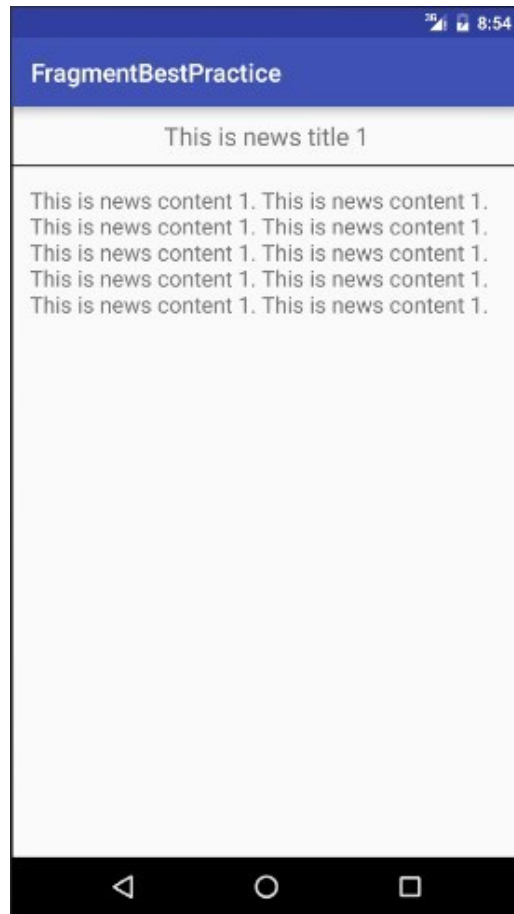 3G 8:54
FragmentBestPractice
This is news title 1
This is news content 1. This is news content 1.
This is news content 1. This is news content 1.
This is news content 1. This is news content 1.
This is news content 1. This is news content 1.
This is news content 1. This is news content 1.